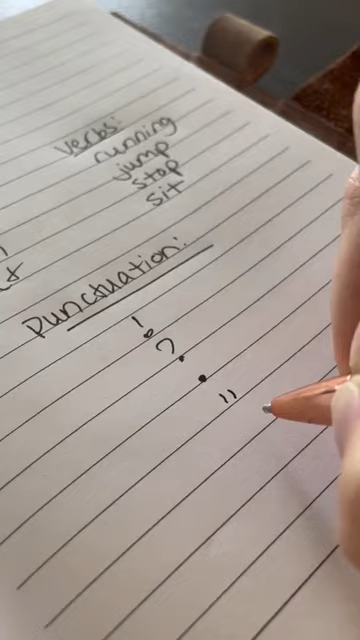 verbs:
running
jump
stop
sit
Punctuation:
!
?
.
"